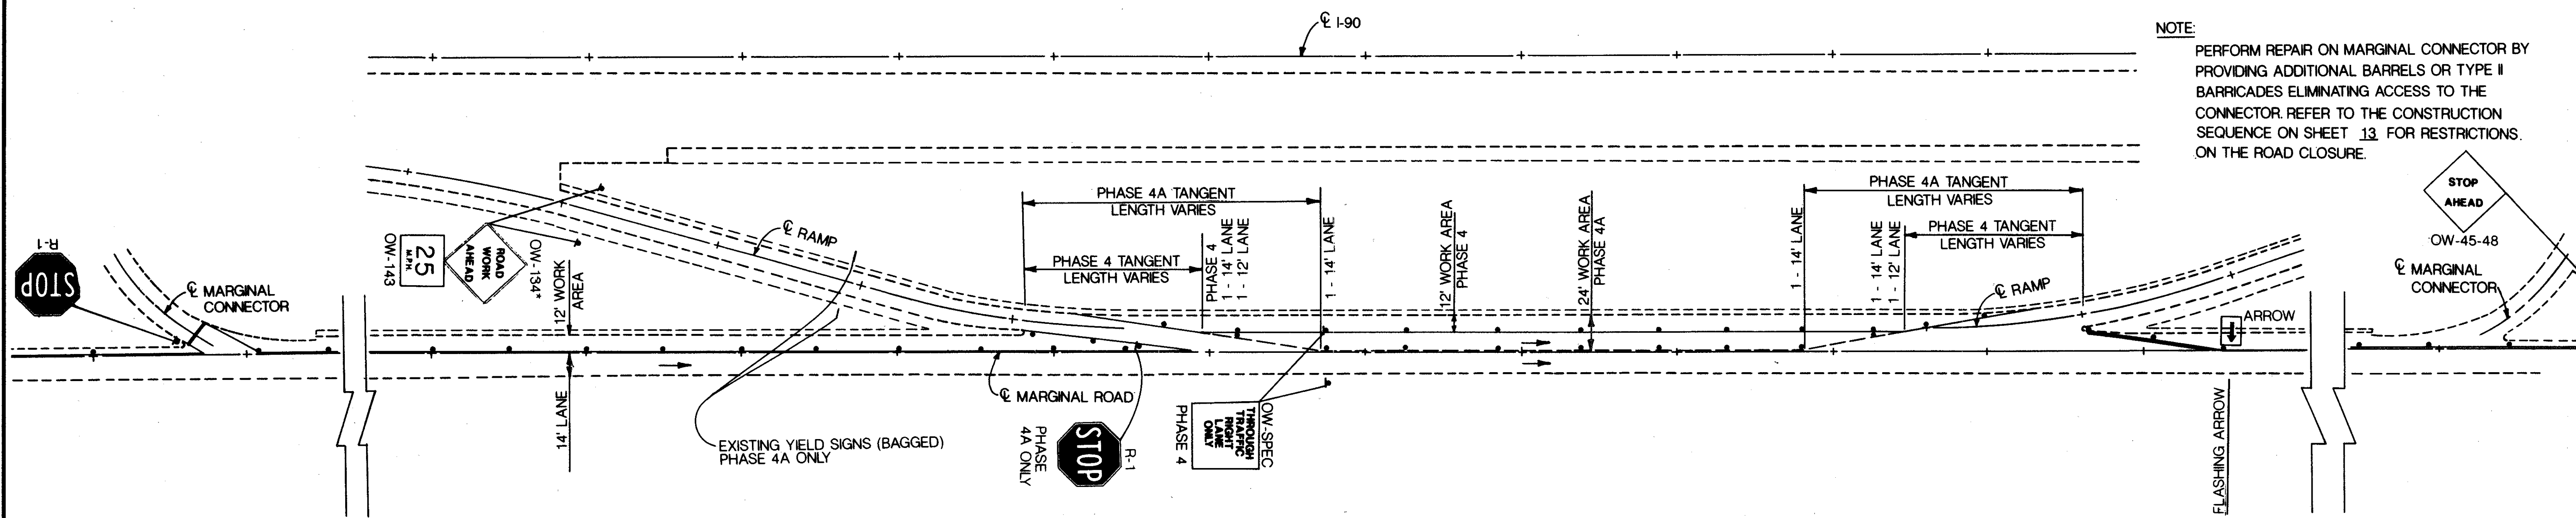 ℄ I-90
NOTE:
PERFORM REPAIR ON MARGINAL CONNECTOR BY
PROVIDING ADDITIONAL BARRELS OR TYPE II
BARRICADES ELIMINATING ACCESS TO THE
CONNECTOR. REFER TO THE CONSTRUCTION
SEQUENCE ON SHEET 13 FOR RESTRICTIONS.
ON THE ROAD CLOSURE.
STOP
AHEAD
OW-45-48
℄ MARGINAL
CONNECTOR
R-1
STOP
℄ MARGINAL
CONNECTOR
OW-143
25
M.P.H.
ROAD
WORK
AHEAD
OW-134*
12' WORK
AREA
14' LANE
℄ RAMP
PHASE 4A TANGENT
LENGTH VARIES
PHASE 4 TANGENT
LENGTH VARIES
PHASE 4
1 - 14' LANE
1 - 12' LANE
1 - 14' LANE
12' WORK AREA
PHASE 4
24' WORK AREA
PHASE 4A
1 - 14' LANE
PHASE 4A TANGENT
LENGTH VARIES
1 - 14' LANE
1 - 12' LANE
PHASE 4 TANGENT
LENGTH VARIES
℄ RAMP
ARROW
FLASHING ARROW
EXISTING YIELD SIGNS (BAGGED)
PHASE 4A ONLY
℄ MARGINAL ROAD
PHASE
4A ONLY
STOP
R-1
PHASE 4
THROUGH
TRAFFIC
RIGHT
LANE
ONLY
OW-SPEC